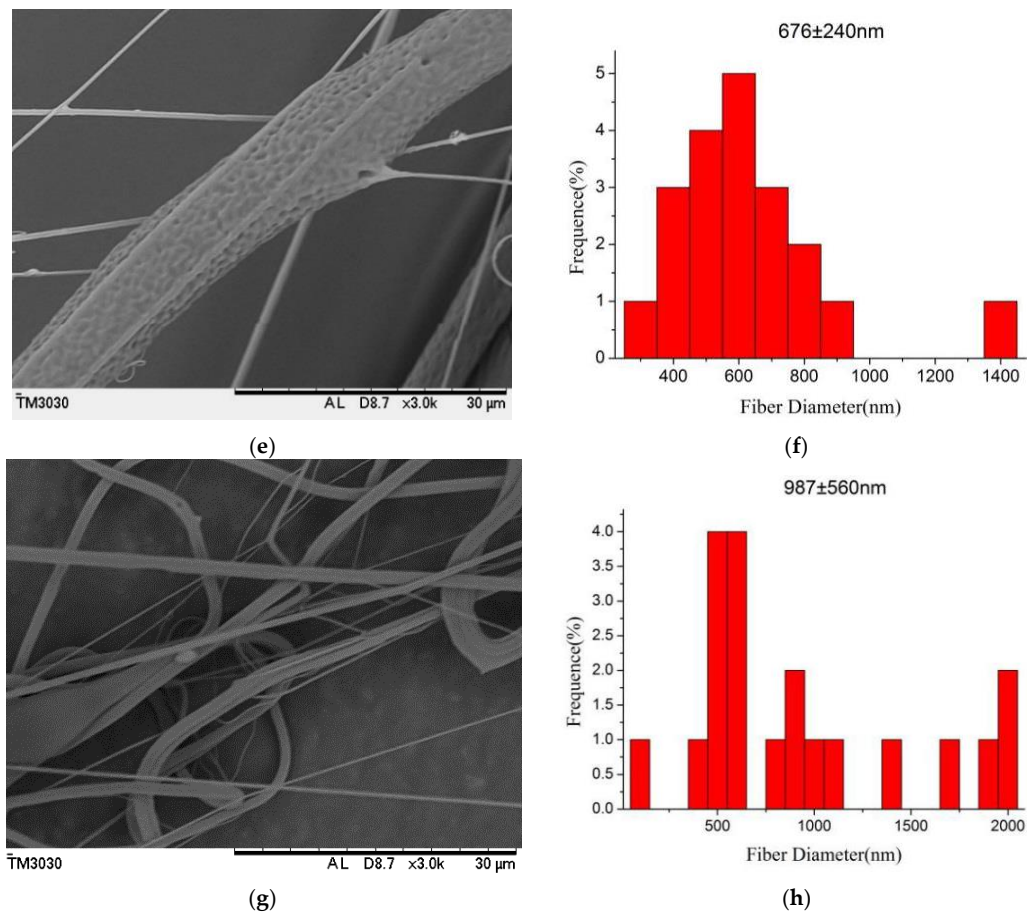 TM3030
AL D8.7 x3.0k 30 µm
(e)
676±240nm
Frequence(%)
5
4
3
2
1
0
400 600 800 1000 1200 1400
Fiber Diameter(nm)
(f)
TM3030
AL D8.7 x3.0k 30 µm
(g)
987±560nm
Frequence(%)
4.0
3.5
3.0
2.5
2.0
1.5
1.0
0.5
0.0
500 1000 1500 2000
Fiber Diameter(nm)
(h)